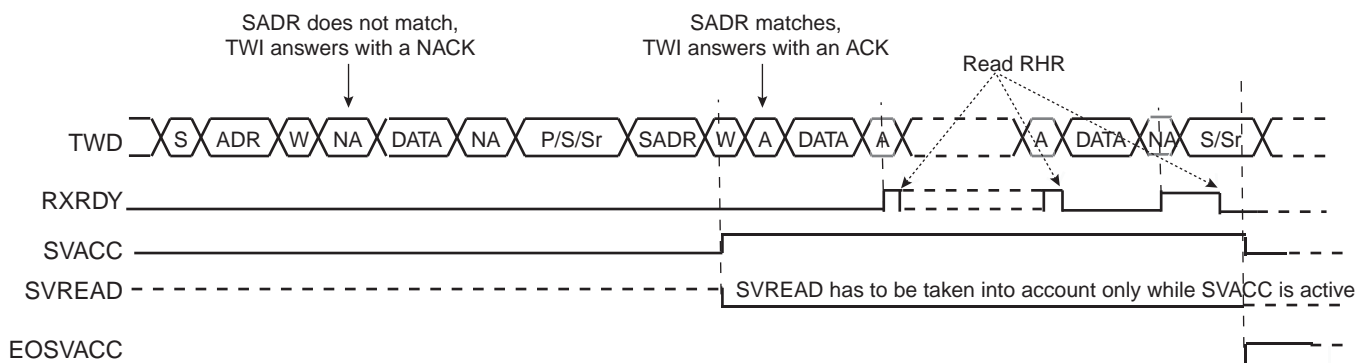 SADR does not match,
TWI answers with a NACK
SADR matches,
TWI answers with an ACK
Read RHR
TWD S ADR W NA DATA NA P/S/Sr SADR W A DATA A A DATA NA S/Sr
RXRDY
SVACC
SVREAD SVREAD has to be taken into account only while SVACC is active
EOSVACC